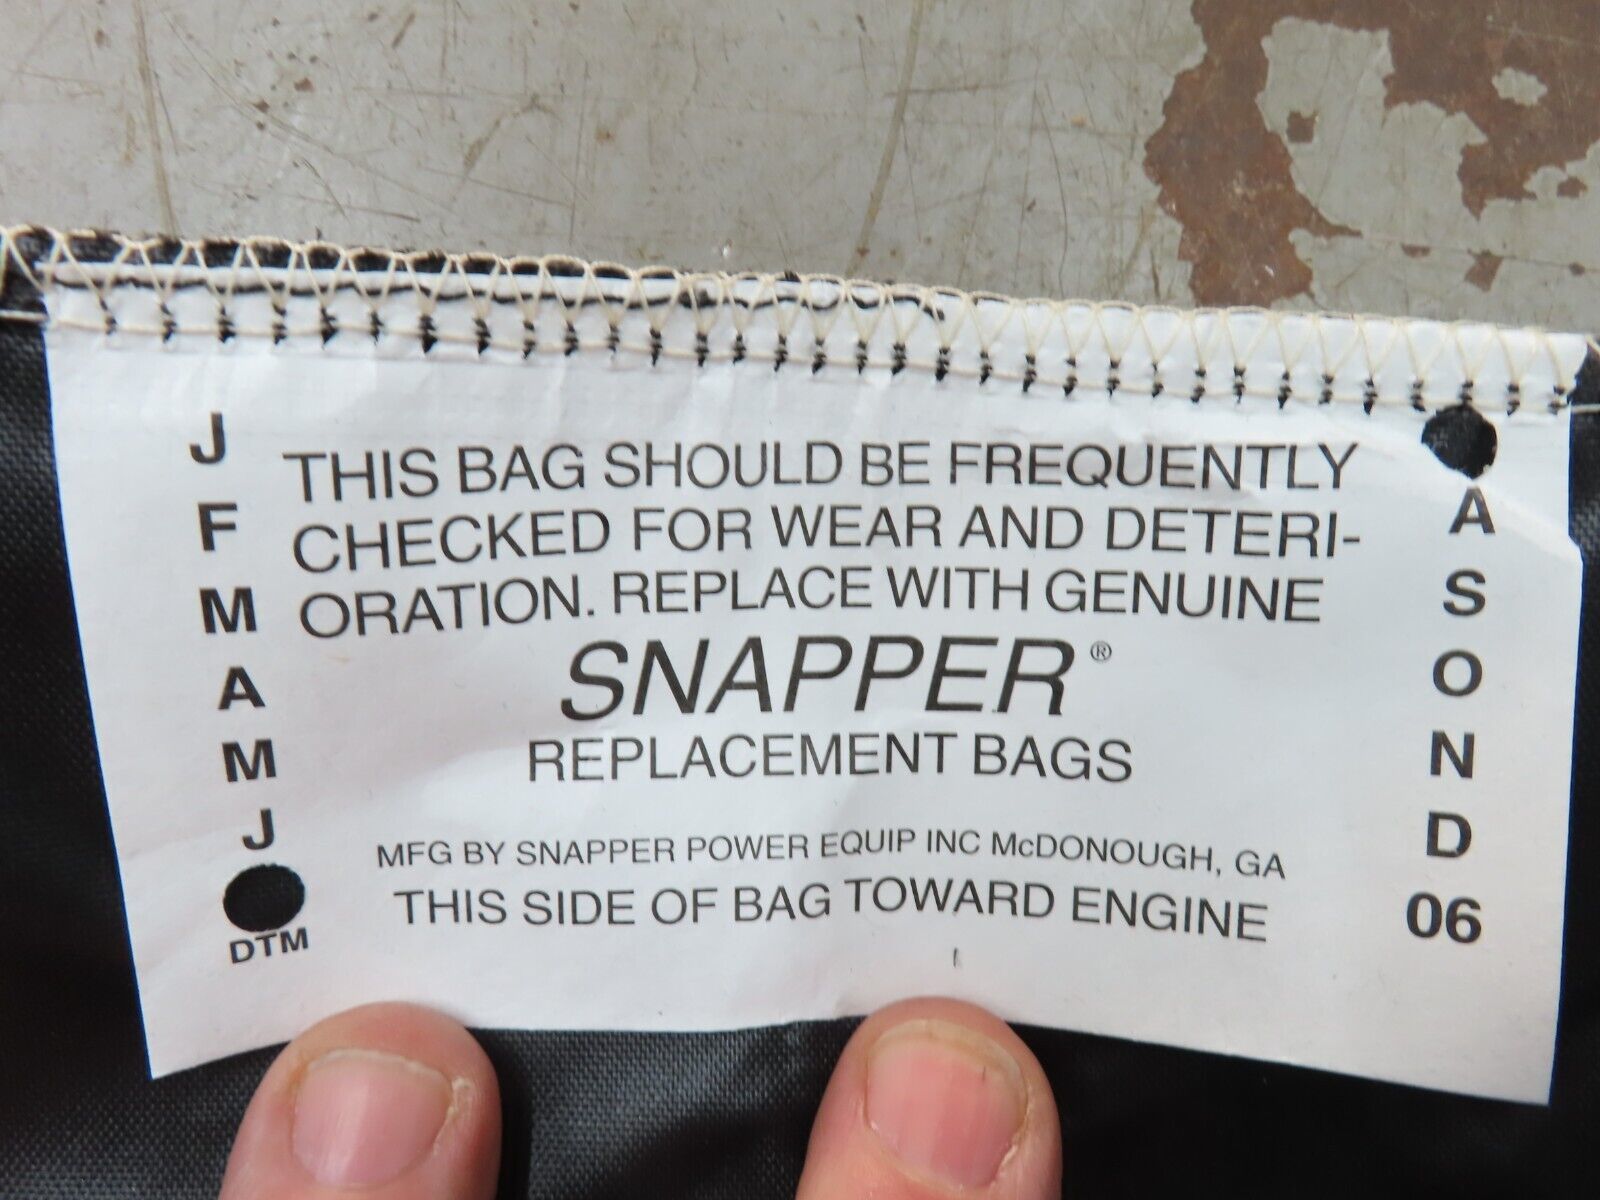 J
F
M
A
M
J
DTM
THIS BAG SHOULD BE FREQUENTLY
CHECKED FOR WEAR AND DETERI-
ORATION. REPLACE WITH GENUINE
SNAPPER®
REPLACEMENT BAGS
MFG BY SNAPPER POWER EQUIP INC McDONOUGH, GA
THIS SIDE OF BAG TOWARD ENGINE
A
S
O
N
D
06